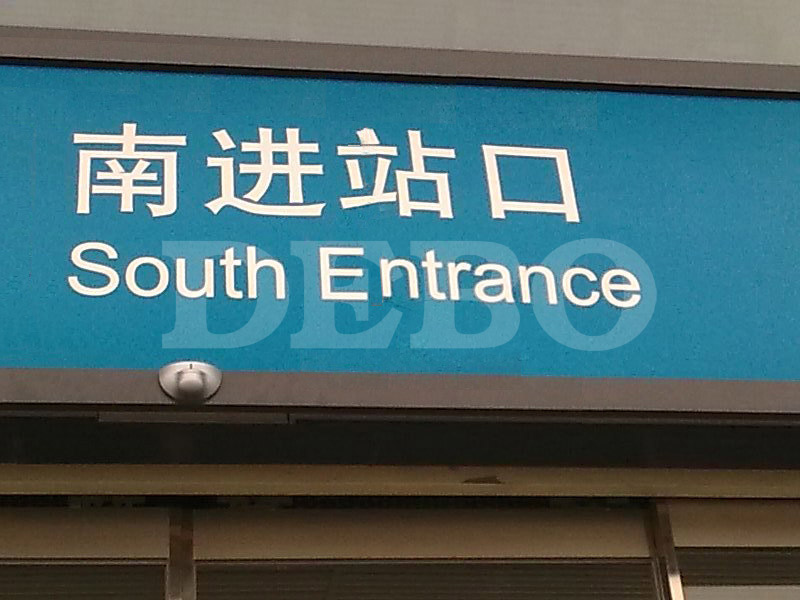 南进站口
South Entrance
DEBO